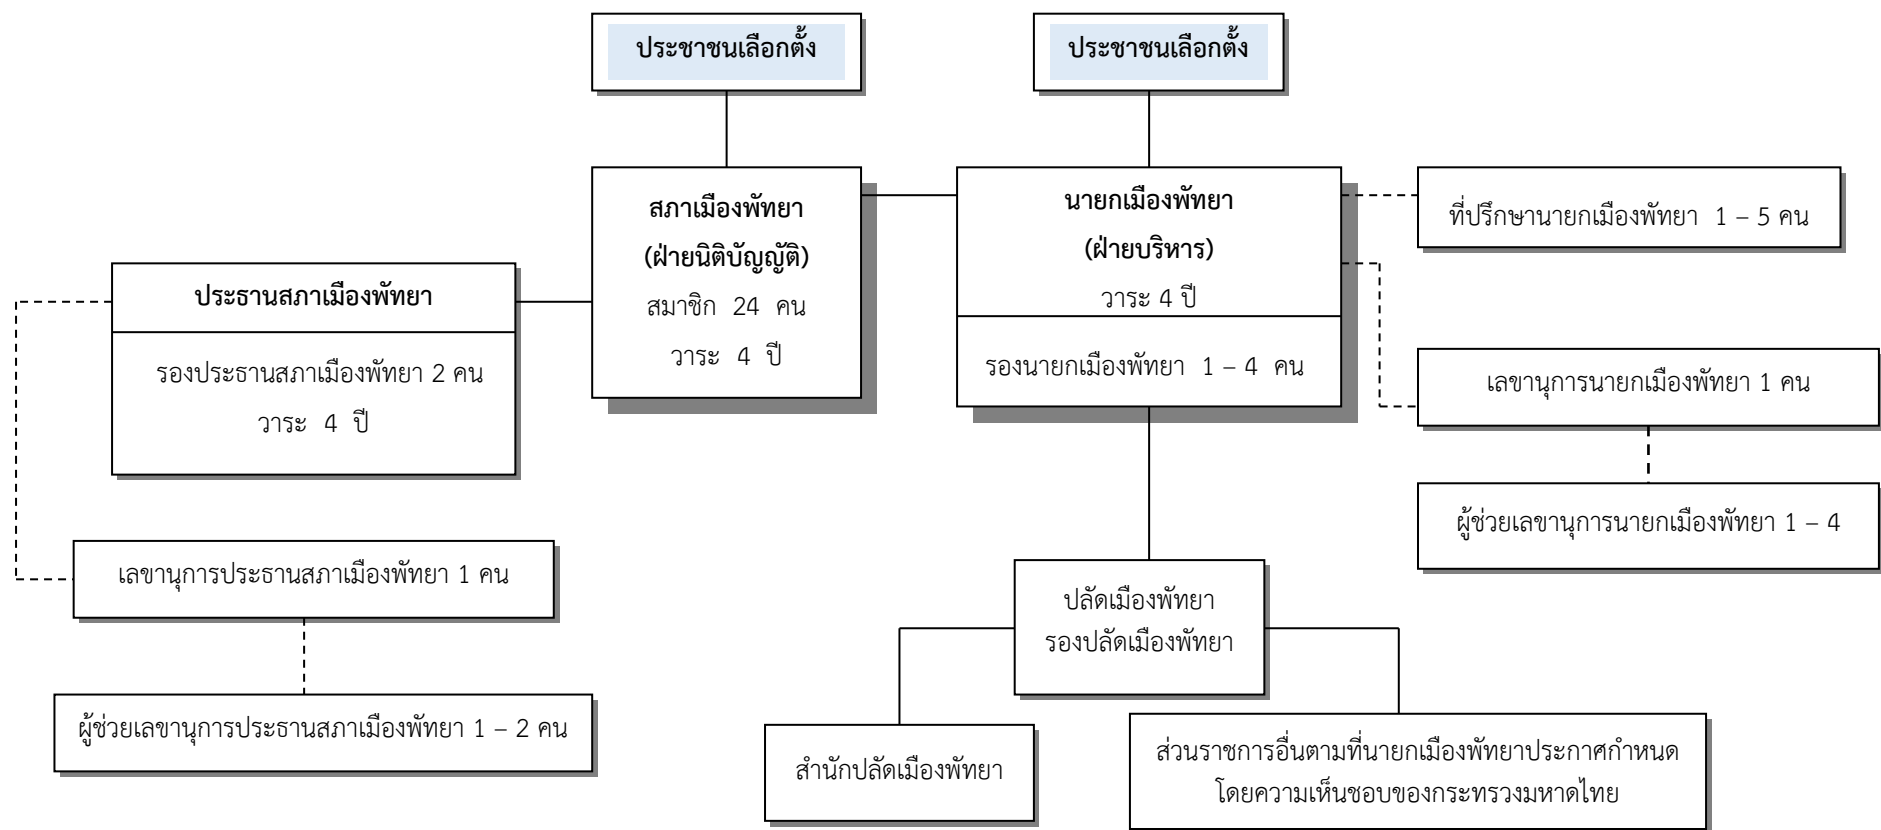 ประชาชนเลือกตั้ง
ประชาชนเลือกตั้ง
สภาเมืองพัทยา
(ฝ่ายนิติบัญญัติ)
สมาชิก 24 คน
วาระ 4 ปี
นายกเมืองพัทยา
(ฝ่ายบริหาร)
วาระ 4 ปี
รองนายกเมืองพัทยา 1 – 4 คน
ที่ปรึกษานายกเมืองพัทยา 1 – 5 คน
ประธานสภาเมืองพัทยา
รองประธานสภาเมืองพัทยา 2 คน
วาระ 4 ปี
เลขานุการนายกเมืองพัทยา 1 คน
ผู้ช่วยเลขานุการนายกเมืองพัทยา 1 – 4
เลขานุการประธานสภาเมืองพัทยา 1 คน
ผู้ช่วยเลขานุการประธานสภาเมืองพัทยา 1 – 2 คน
ปลัดเมืองพัทยา
รองปลัดเมืองพัทยา
สำนักปลัดเมืองพัทยา
ส่วนราชการอื่นตามที่นายกเมืองพัทยาประกาศกำหนด
โดยความเห็นชอบของกระทรวงมหาดไทย